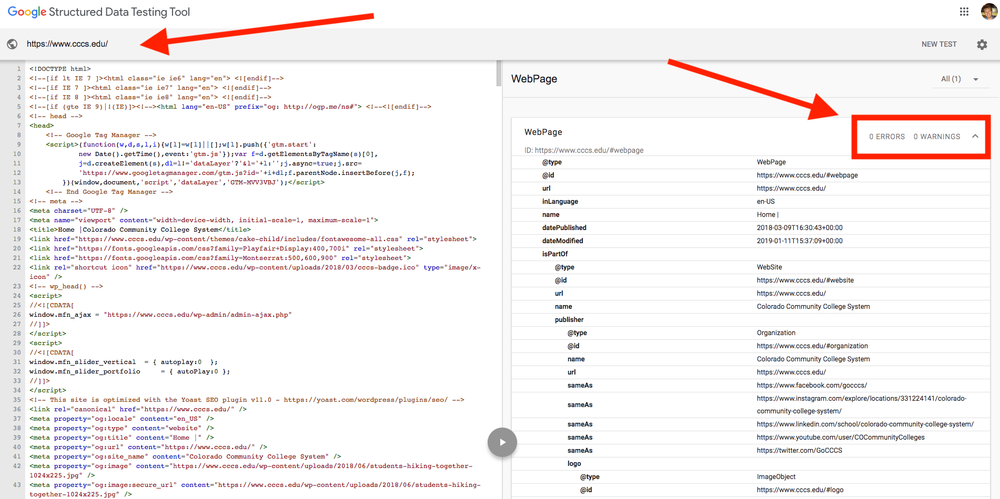 Google Structured Data Testing Tool
https://www.cccs.edu/
NEW TEST
1 <!DOCTYPE html>
2 <!--[if lt IE 7 ]><html class="ie ie6" lang="en"> <![endif]-->
3 <!--[if IE 7 ]><html class="ie ie7" lang="en"> <![endif]-->
4 <!--[if IE 8 ]><html class="ie ie8" lang="en"> <![endif]-->
5 <!--[if (gte IE 9)|!(IE)]><!--><html lang="en-US" prefix="og: http://ogp.me/ns#"> <!--<![endif]-->
6 <!-- head -->
7 <head>
8 <!-- Google Tag Manager -->
9 <script>(function(w,d,s,l,i){w[l]=w[l]||[];w[l].push({'gtm.start':
10 new Date().getTime(),event:'gtm.js'});var f=d.getElementsByTagName(s)[0],
11 j=d.createElement(s),dl=l!='dataLayer'?'&l='+l:'';j.async=true;j.src=
12 'https://www.googletagmanager.com/gtm.js?id='+i+dl;f.parentNode.insertBefore(j,f);
13 })(window,document,'script','dataLayer','GTM-MVV3VBJ');</script>
14 <!-- End Google Tag Manager -->
15 <!-- meta -->
16 <meta charset="UTF-8" />
17 <meta name="viewport" content="width=device-width, initial-scale=1, maximum-scale=1">
18 <title>Home |Colorado Community College System</title>
19 <link href="https://www.cccs.edu/wp-content/themes/cake-child/includes/fontawesome-all.css" rel="stylesheet">
20 <link href="https://fonts.googleapis.com/css?family=Playfair+Display:400,700i" rel="stylesheet">
21 <link href="https://fonts.googleapis.com/css?family=Montserrat:500,600,900" rel="stylesheet">
22 <link rel="shortcut icon" href="https://www.cccs.edu/wp-content/uploads/2018/03/cccs-badge.ico" type="image/x-
icon" />
23 <!-- wp_head() -->
24 <script>
25 //<![CDATA[
26 window.mfn_ajax = "https://www.cccs.edu/wp-admin/admin-ajax.php"
27 //]]>
28 </script>
29 <script>
30 //<![CDATA[
31 window.mfn_slider_vertical = { autoplay:0 };
32 window.mfn_slider_portfolio = { autoPlay:0 };
33 //]]>
34 </script>
35 <!-- This site is optimized with the Yoast SEO plugin v11.0 - https://yoast.com/wordpress/plugins/seo/ -->
36 <link rel="canonical" href="https://www.cccs.edu/" />
37 <meta property="og:locale" content="en_US" />
38 <meta property="og:type" content="website" />
39 <meta property="og:title" content="Home |" />
40 <meta property="og:url" content="https://www.cccs.edu/" />
41 <meta property="og:site_name" content="Colorado Community College System" />
42 <meta property="og:image" content="https://www.cccs.edu/wp-content/uploads/2018/06/students-hiking-together-
1024x225.jpg" />
43 <meta property="og:image:secure_url" content="https://www.cccs.edu/wp-content/uploads/2018/06/students-hiking-
together-1024x225.jpg" />
WebPage
All (1)
WebPage
0 ERRORS 0 WARNINGS
ID: https://www.cccs.edu/#webpage
@type WebPage
@id https://www.cccs.edu/#webpage
url https://www.cccs.edu/
inLanguage en-US
name Home |
datePublished 2018-03-09T16:30:43+00:00
dateModified 2019-01-11T15:37:09+00:00
isPartOf
@type WebSite
@id https://www.cccs.edu/#website
url https://www.cccs.edu/
name Colorado Community College System
publisher
@type Organization
@id https://www.cccs.edu/#organization
name Colorado Community College System
url https://www.cccs.edu/
sameAs https://www.facebook.com/gocccs/
sameAs https://www.instagram.com/explore/locations/331224141/colorado-
community-college-system/
sameAs https://www.linkedin.com/school/colorado-community-college-system/
sameAs https://www.youtube.com/user/COCommunityColleges
sameAs https://twitter.com/GoCCCS
logo
@type ImageObject
@id https://www.cccs.edu/#logo